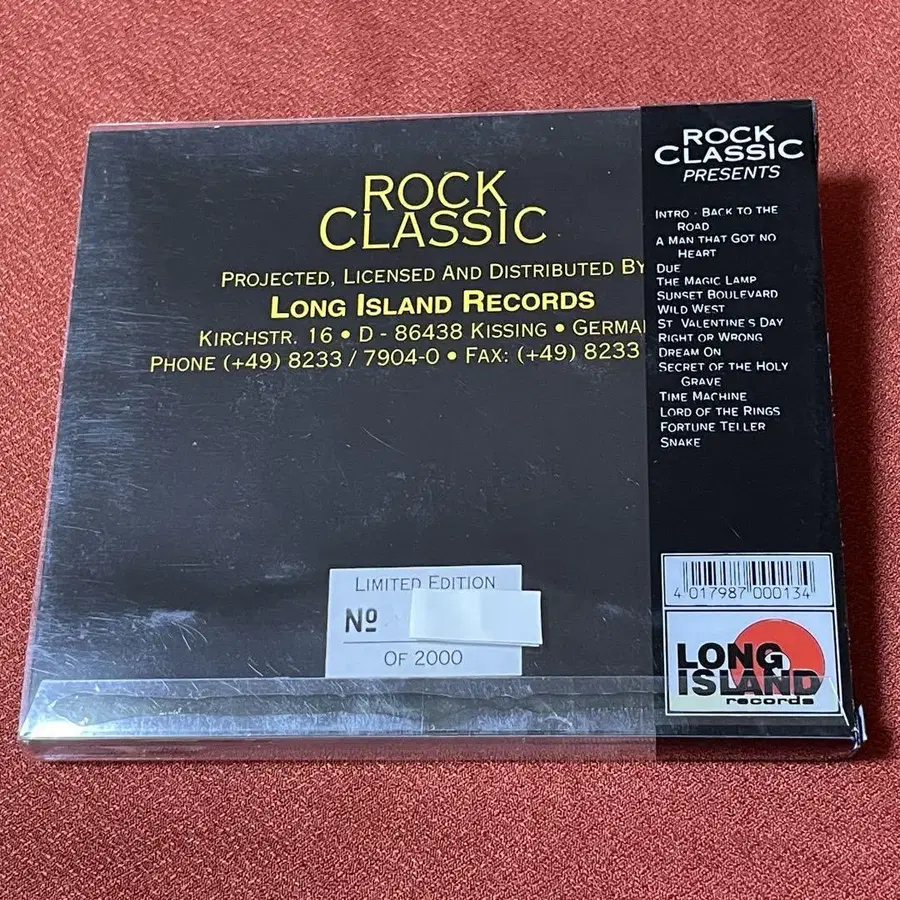 ROCK
CLASSIC
PROJECTED, LICENSED AND DISTRIBUTED BY
LONG ISLAND RECORDS
KIRCHSTR. 16 • D - 86438 KISSING • GERMA
PHONE (+49) 8233 / 7904-0 • FAX: (+49) 8233
LIMITED EDITION
Nº
OF 2000
ROCK
CLASSIC
PRESENTS
INTRO - BACK TO THE
ROAD
A MAN THAT GOT NO
HEART
DUE
THE MAGIC LAMP
SUNSET BOULEVARD
WILD WEST
ST. VALENTINE'S DAY
RIGHT OR WRONG
DREAM ON
SECRET OF THE HOLY
GRAVE
TIME MACHINE
LORD OF THE RINGS
FORTUNE TELLER
SNAKE
4 017987 000134
LONG
ISLAND
records